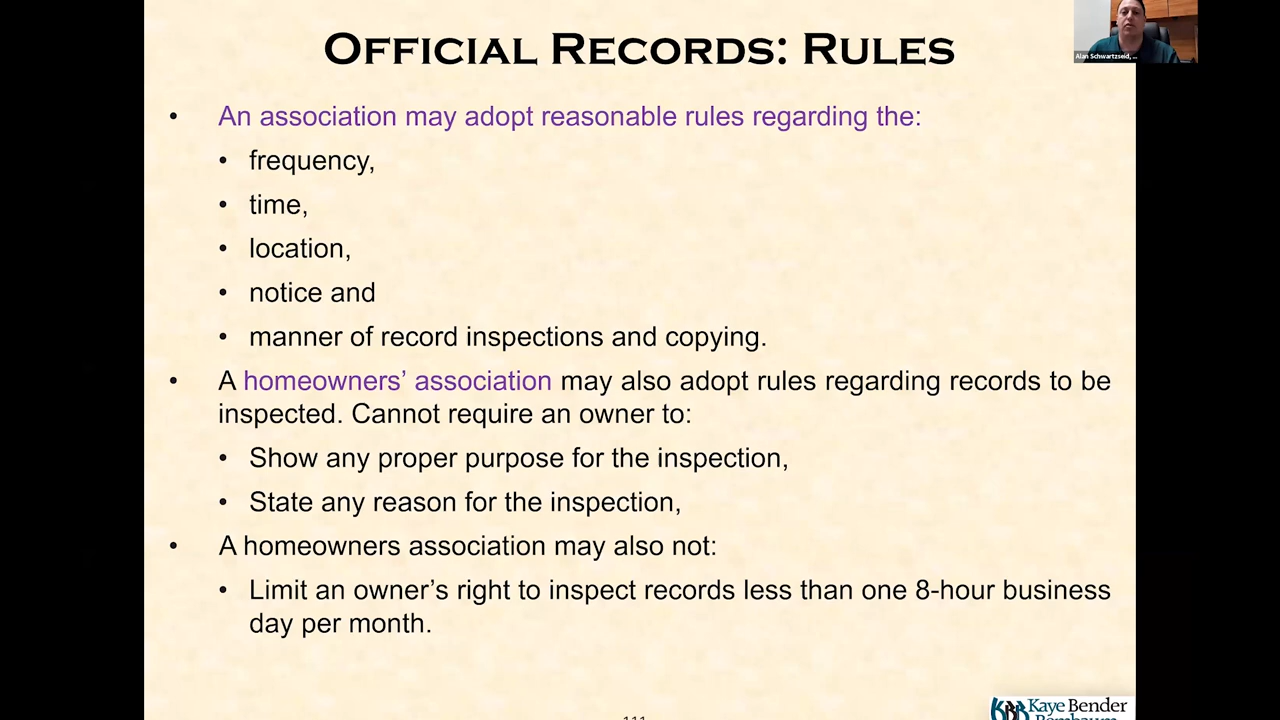 OFFICIAL RECORDS: RULES
Alan Schwartzseid, ...
• An association may adopt reasonable rules regarding the:
• frequency,
• time,
• location,
• notice and
• manner of record inspections and copying.
• A homeowners’ association may also adopt rules regarding records to be
inspected. Cannot require an owner to:
• Show any proper purpose for the inspection,
• State any reason for the inspection,
• A homeowners association may also not:
• Limit an owner’s right to inspect records less than one 8-hour business
day per month.
111
KBR Kaye Bender
Rembaum